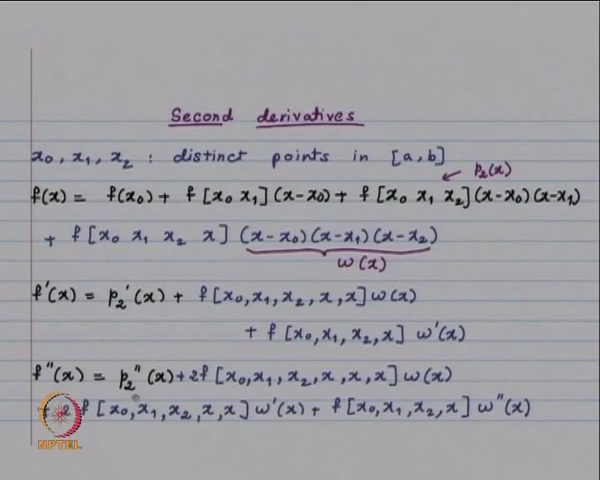 Second derivatives
x0, x1, x2 : distinct points in [a, b]
p2(x)
f(x) = f(x0) + f [x0 x1] (x-x0) + f [x0 x1 x2] (x-x0) (x-x1)
+ f [x0 x1 x2 x] (x-x0) (x-x1) (x-x2)
ω(x)
f'(x) = p2'(x) + f [x0, x1, x2, x, x] ω(x)
+ f [x0, x1, x2, x] ω'(x)
f''(x) = p2''(x) + 2f [x0, x1, x2, x, x, x] ω(x)
+ 2 f [x0, x1, x2, x, x] ω'(x) + f [x0, x1, x2, x] ω''(x)
NPTEL